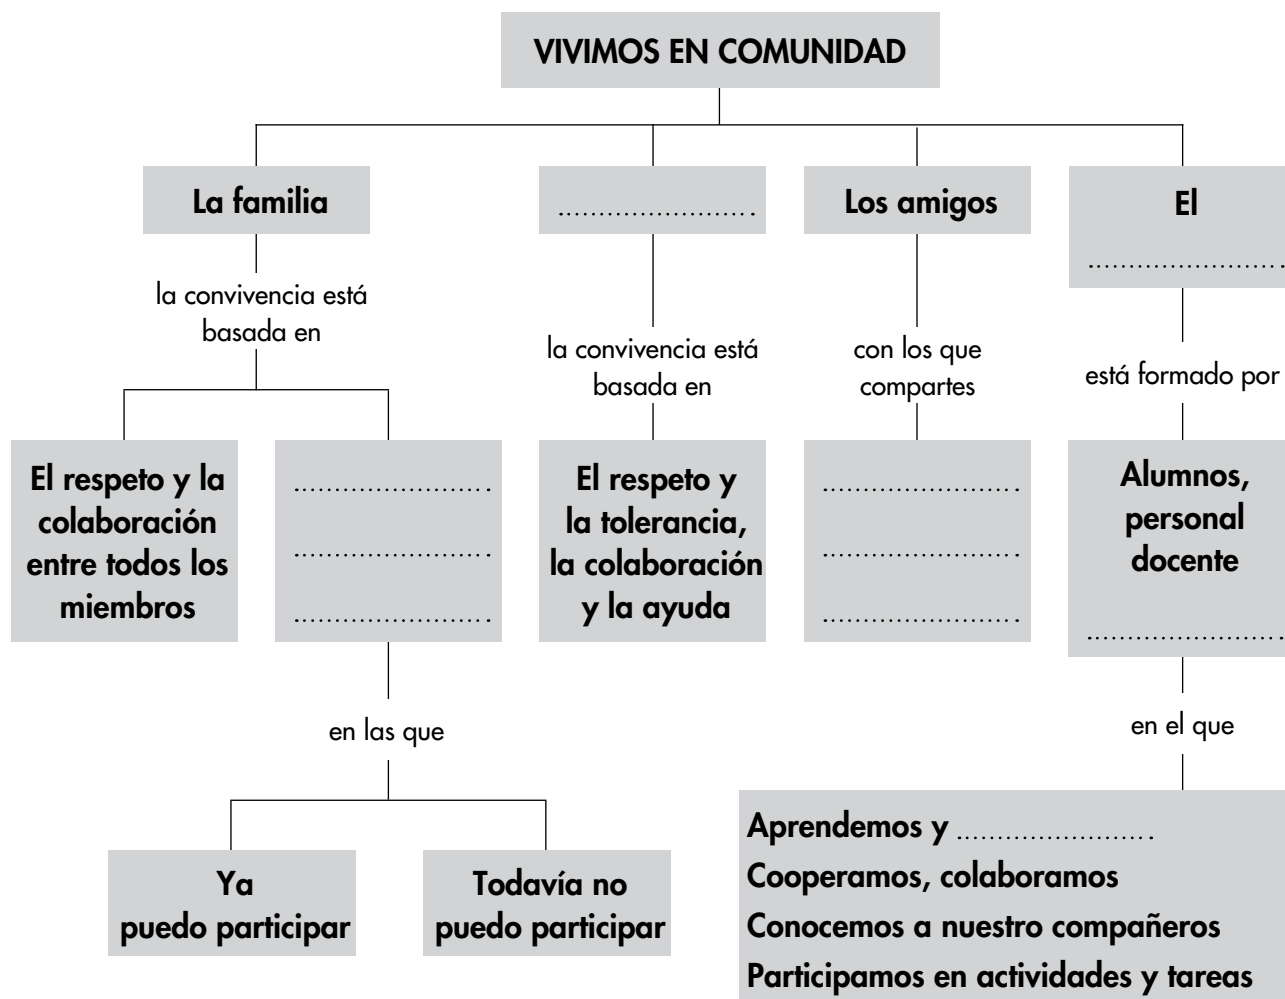 VIVIMOS EN COMUNIDAD
La familia
........................
Los amigos
El
........................
la convivencia está
basada en
la convivencia está
basada en
con los que
compartes
está formado por
El respeto y la
colaboración
entre todos los
miembros
........................
........................
........................
El respeto y
la tolerancia,
la colaboración
y la ayuda
........................
........................
........................
Alumnos,
personal
docente
........................
en las que
en el que
Ya
puedo participar
Todavía no
puedo participar
Aprendemos y ........................
Cooperamos, colaboramos
Conocemos a nuestro compañeros
Participamos en actividades y tareas